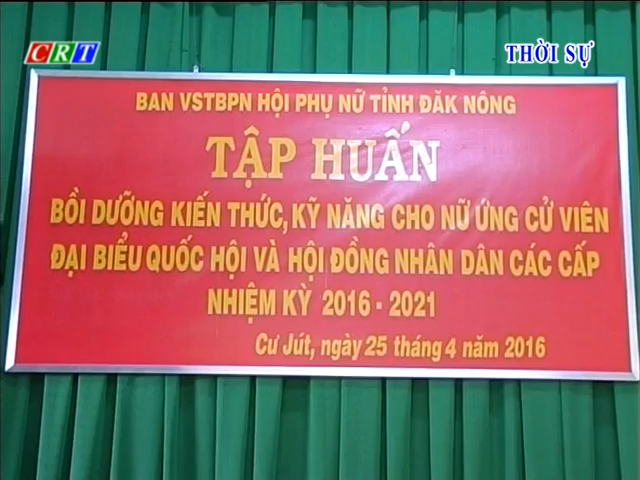 CRT
THỜI SỰ
BAN VSTBPN HỘI PHỤ NỮ TỈNH ĐĂK NÔNG
TẬP HUẤN
BỒI DƯỠNG KIẾN THỨC, KỸ NĂNG CHO NỮ ỨNG CỬ VIÊN
ĐẠI BIỂU QUỐC HỘI VÀ HỘI ĐỒNG NHÂN DÂN CÁC CẤP
NHIỆM KỲ 2016 - 2021
Cư Jút, ngày 25 tháng 4 năm 2016